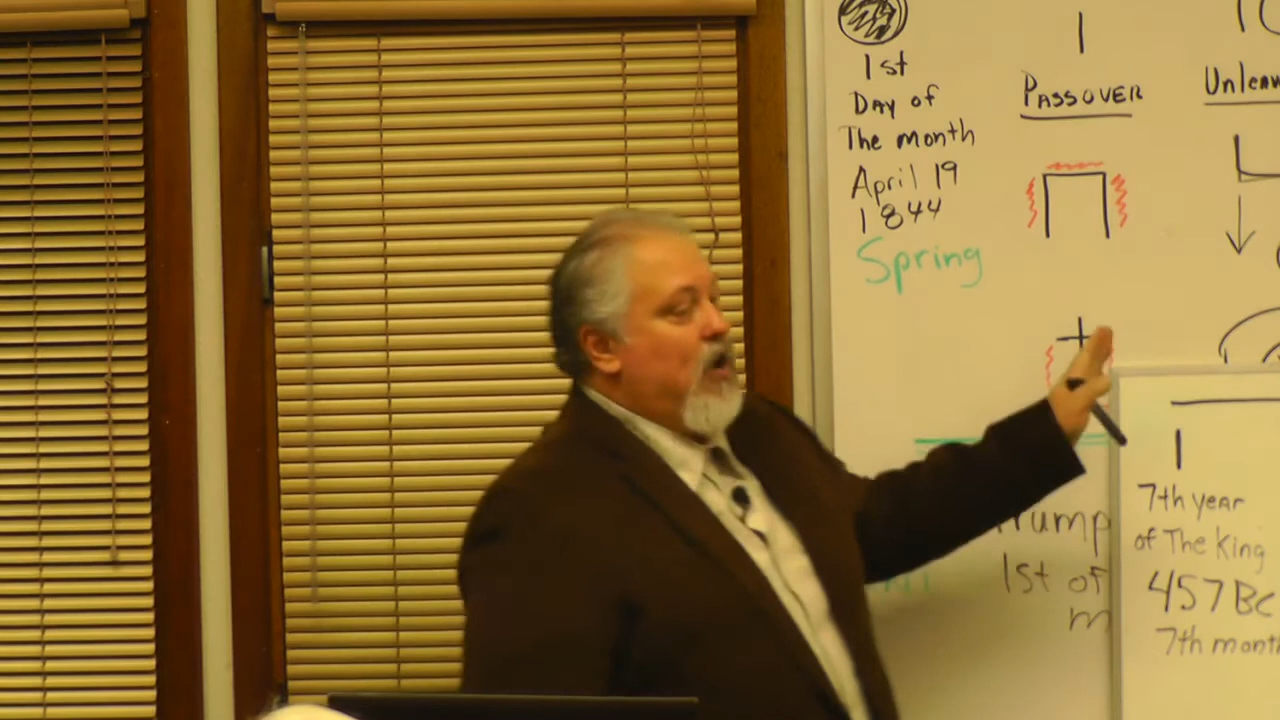 1st
Day of
The month
April 19
1844
Spring
1
Passover
1
7th year
of The King
457 BC
7th month
1st of